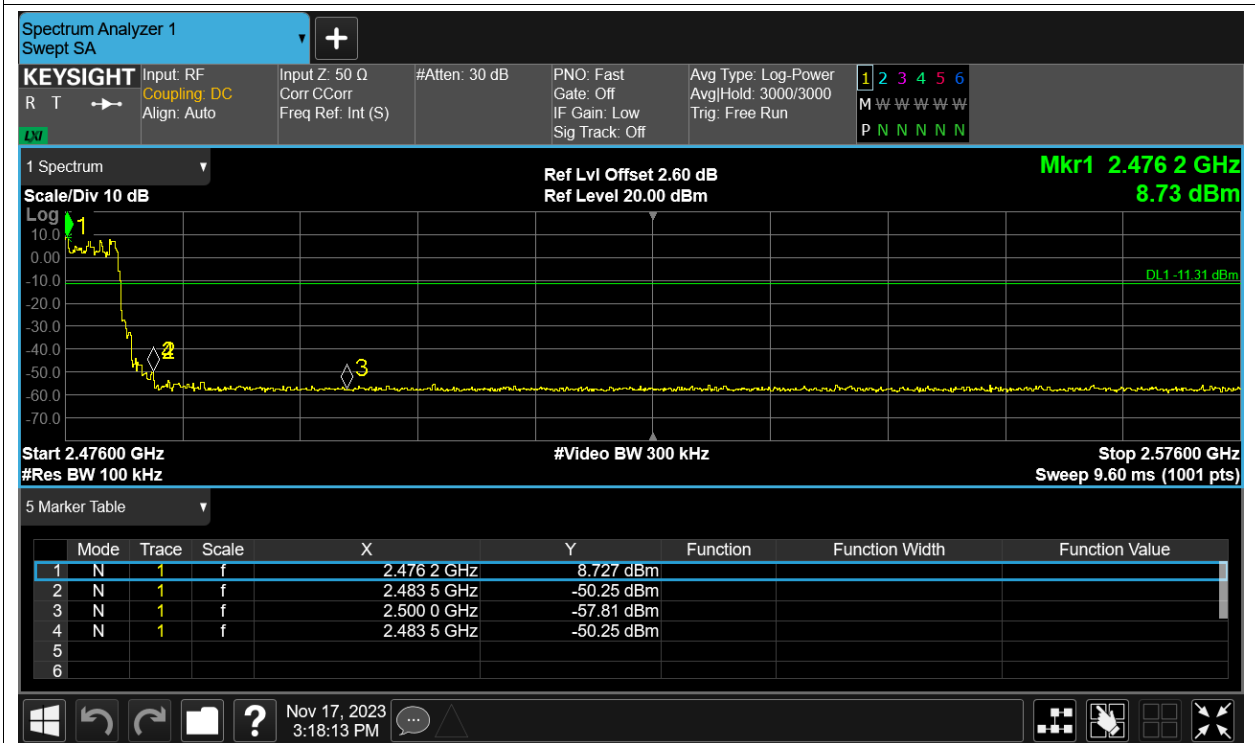 Spectrum Analyzer 1
Swept SA
KEYSIGHT
R T
LXI
Input: RF
Coupling: DC
Align: Auto
Input Z: 50 Ω
Corr CCorr
Freq Ref: Int (S)
#Atten: 30 dB
PNO: Fast
Gate: Off
IF Gain: Low
Sig Track: Off
Avg Type: Log-Power
Avg|Hold: 3000/3000
Trig: Free Run
1 2 3 4 5 6
M W W W W W
P N N N N N
1 Spectrum
Scale/Div 10 dB
Ref Lvl Offset 2.60 dB
Ref Level 20.00 dBm
Mkr1 2.476 2 GHz
8.73 dBm
Log
10.0
0.00
-10.0
-20.0
-30.0
-40.0
-50.0
-60.0
-70.0
1
3
DL1 -11.31 dBm
Start 2.47600 GHz
#Res BW 100 kHz
#Video BW 300 kHz
Stop 2.57600 GHz
Sweep 9.60 ms (1001 pts)
5 Marker Table
Mode Trace Scale X Y Function Function Width Function Value
1 N 1 f 2.476 2 GHz 8.727 dBm
2 N 1 f 2.483 5 GHz -50.25 dBm
3 N 1 f 2.500 0 GHz -57.81 dBm
4 N 1 f 2.483 5 GHz -50.25 dBm
5
6
?
Nov 17, 2023
3:18:13 PM